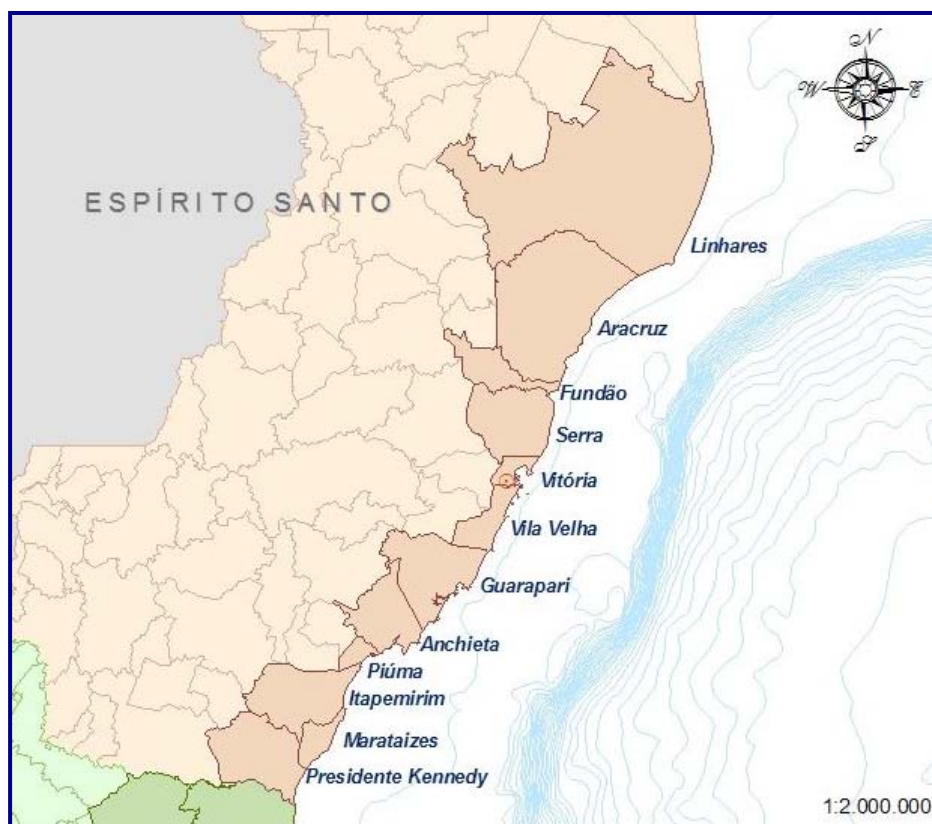 N
W E
S
ESPÍRITO SANTO
Linhares
Aracruz
Fundão
Serra
Vitória
Vila Velha
Guarapari
Anchieta
Piúma
Itapemirim
Marataizes
Presidente Kennedy
1:2.000.000